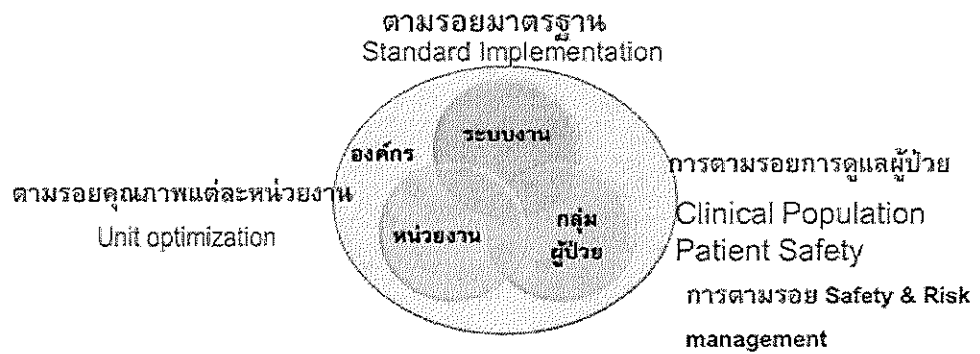 ตามรอยมาตรฐาน
Standard Implementation
ระบบงาน
องค์กร
การตามรอยการดูแลผู้ป่วย
ตามรอยคุณภาพแต่ละหน่วยงาน
Unit optimization
หน่วยงาน
กลุ่ม
ผู้ป่วย
Clinical Population
Patient Safety
การตามรอย Safety & Risk
management